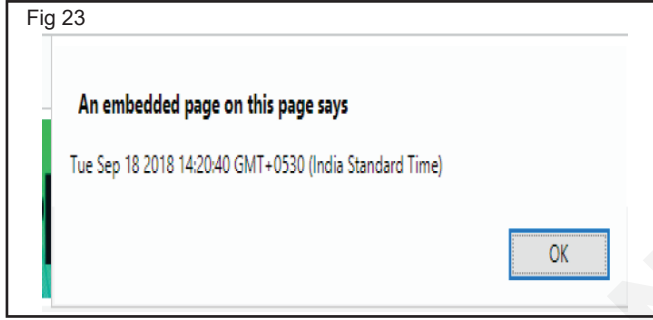 Fig 23
An embedded page on this page says
Tue Sep 18 2018 14:20:40 GMT+0530 (India Standard Time)
OK